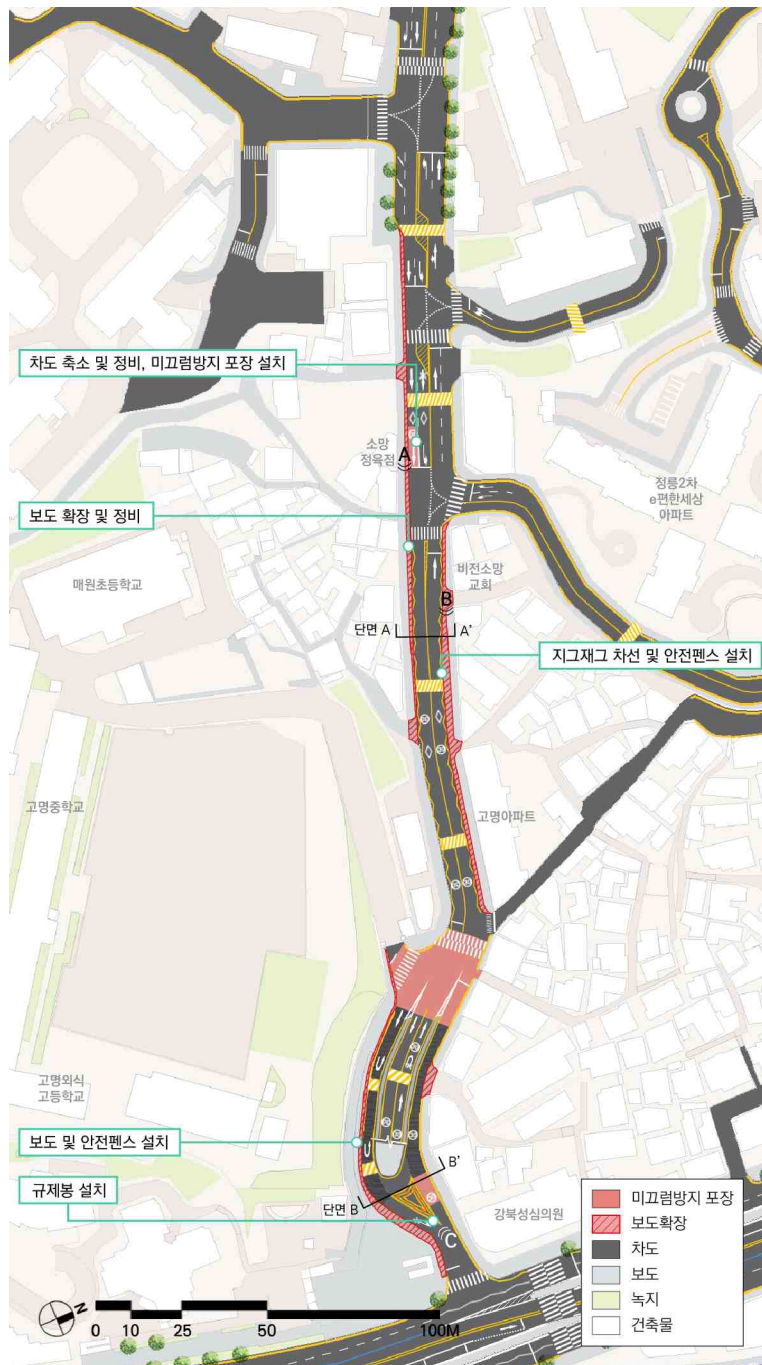 차도 축소 및 정비, 미끄럼방지 포장 설치
소망
정육점
A
정릉2차
e편한세상
아파트
보도 확장 및 정비
매원초등학교
비전소망
교회
B
단면 A
A'
지그재그 차선 및 안전펜스 설치
고명중학교
고명아파트
고명외식
고등학교
보도 및 안전펜스 설치
B'
규제봉 설치
단면 B
강북성심의원
C
미끄럼방지 포장
보도확장
차도
보도
녹지
건축물
N
0 10 25 50 100M